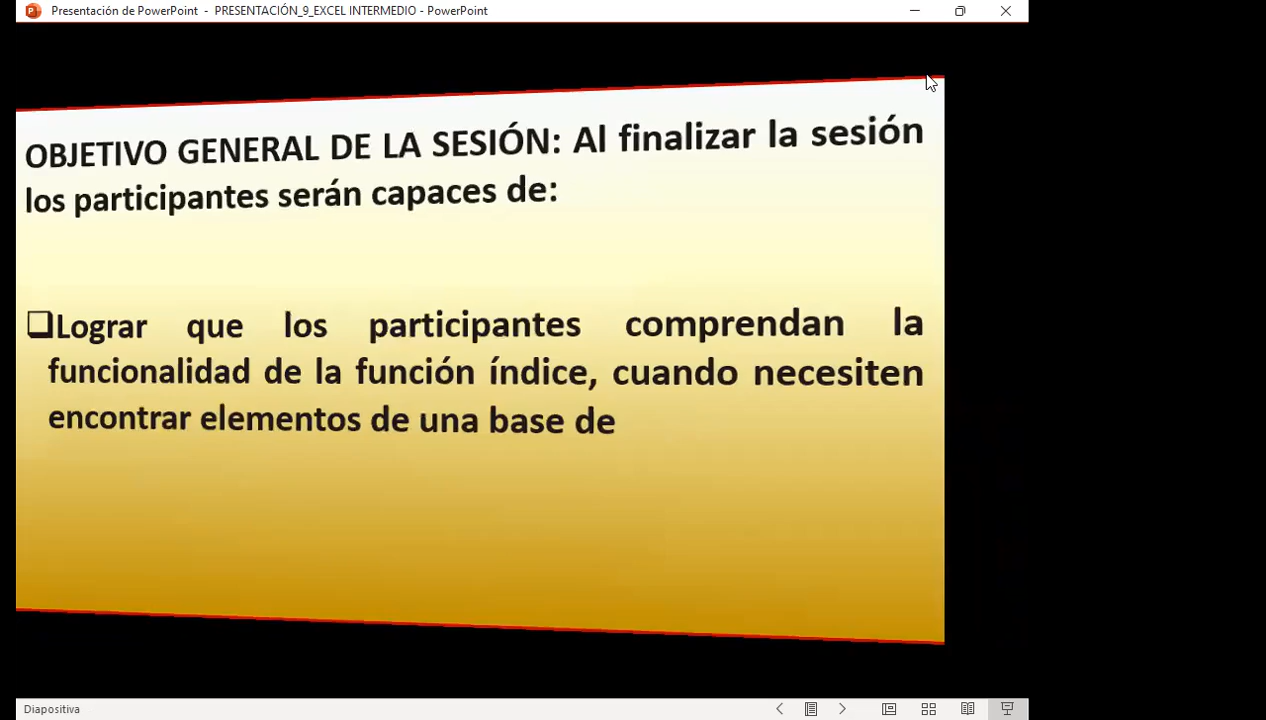 Presentación de PowerPoint - PRESENTACIÓN_9_EXCEL INTERMEDIO - PowerPoint
OBJETIVO GENERAL DE LA SESIÓN: Al finalizar la sesión
los participantes serán capaces de:
❑Lograr que los participantes comprendan la
funcionalidad de la función índice, cuando necesiten
encontrar elementos de una base de
Diapositiva